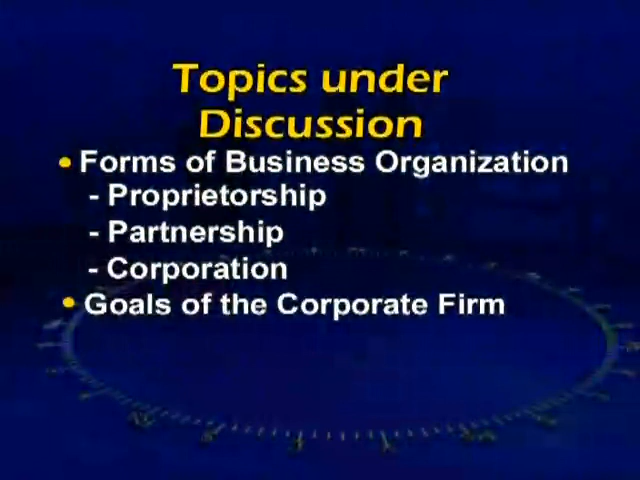 Topics under
Discussion
• Forms of Business Organization
- Proprietorship
- Partnership
- Corporation
• Goals of the Corporate Firm